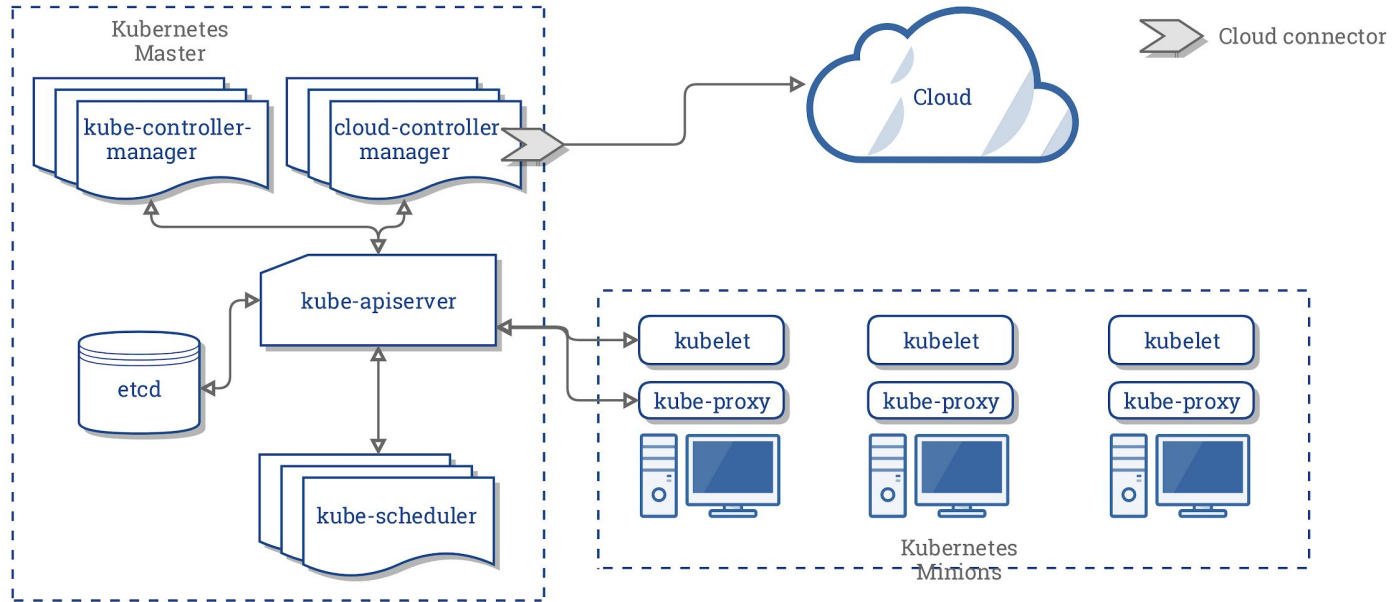 Kubernetes
Master
kube-controller-
manager
cloud-controller
manager
Cloud
Cloud connector
kube-apiserver
etcd
kube-scheduler
kubelet
kubelet
kubelet
kube-proxy
kube-proxy
kube-proxy
Kubernetes
Minions